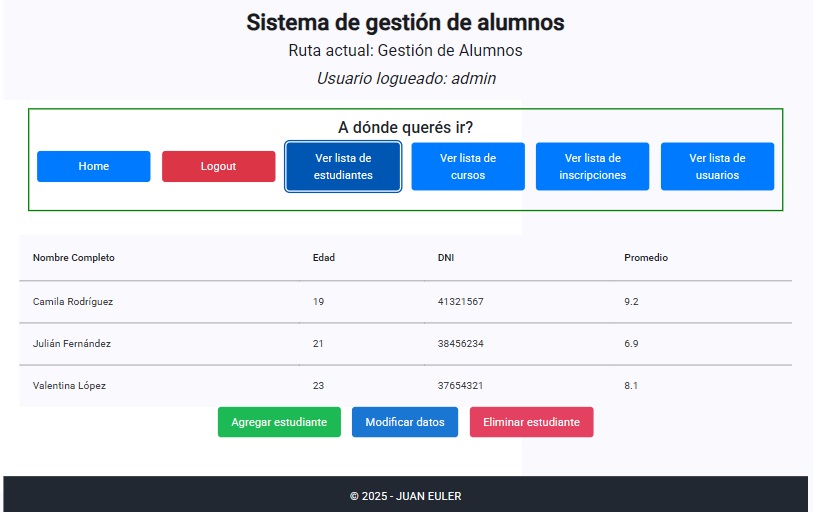 Sistema de gestión de alumnos
Ruta actual: Gestión de Alumnos
Usuario logueado: admin
A dónde querés ir?
Home
Logout
Ver lista de
estudiantes
Ver lista de
cursos
Ver lista de
inscripciones
Ver lista de
usuarios
Nombre Completo Edad DNI Promedio
Camila Rodríguez 19 41321567 9.2
Julián Fernández 21 38456234 6.9
Valentina López 23 37654321 8.1
Agregar estudiante Modificar datos Eliminar estudiante
© 2025 - JUAN EULER